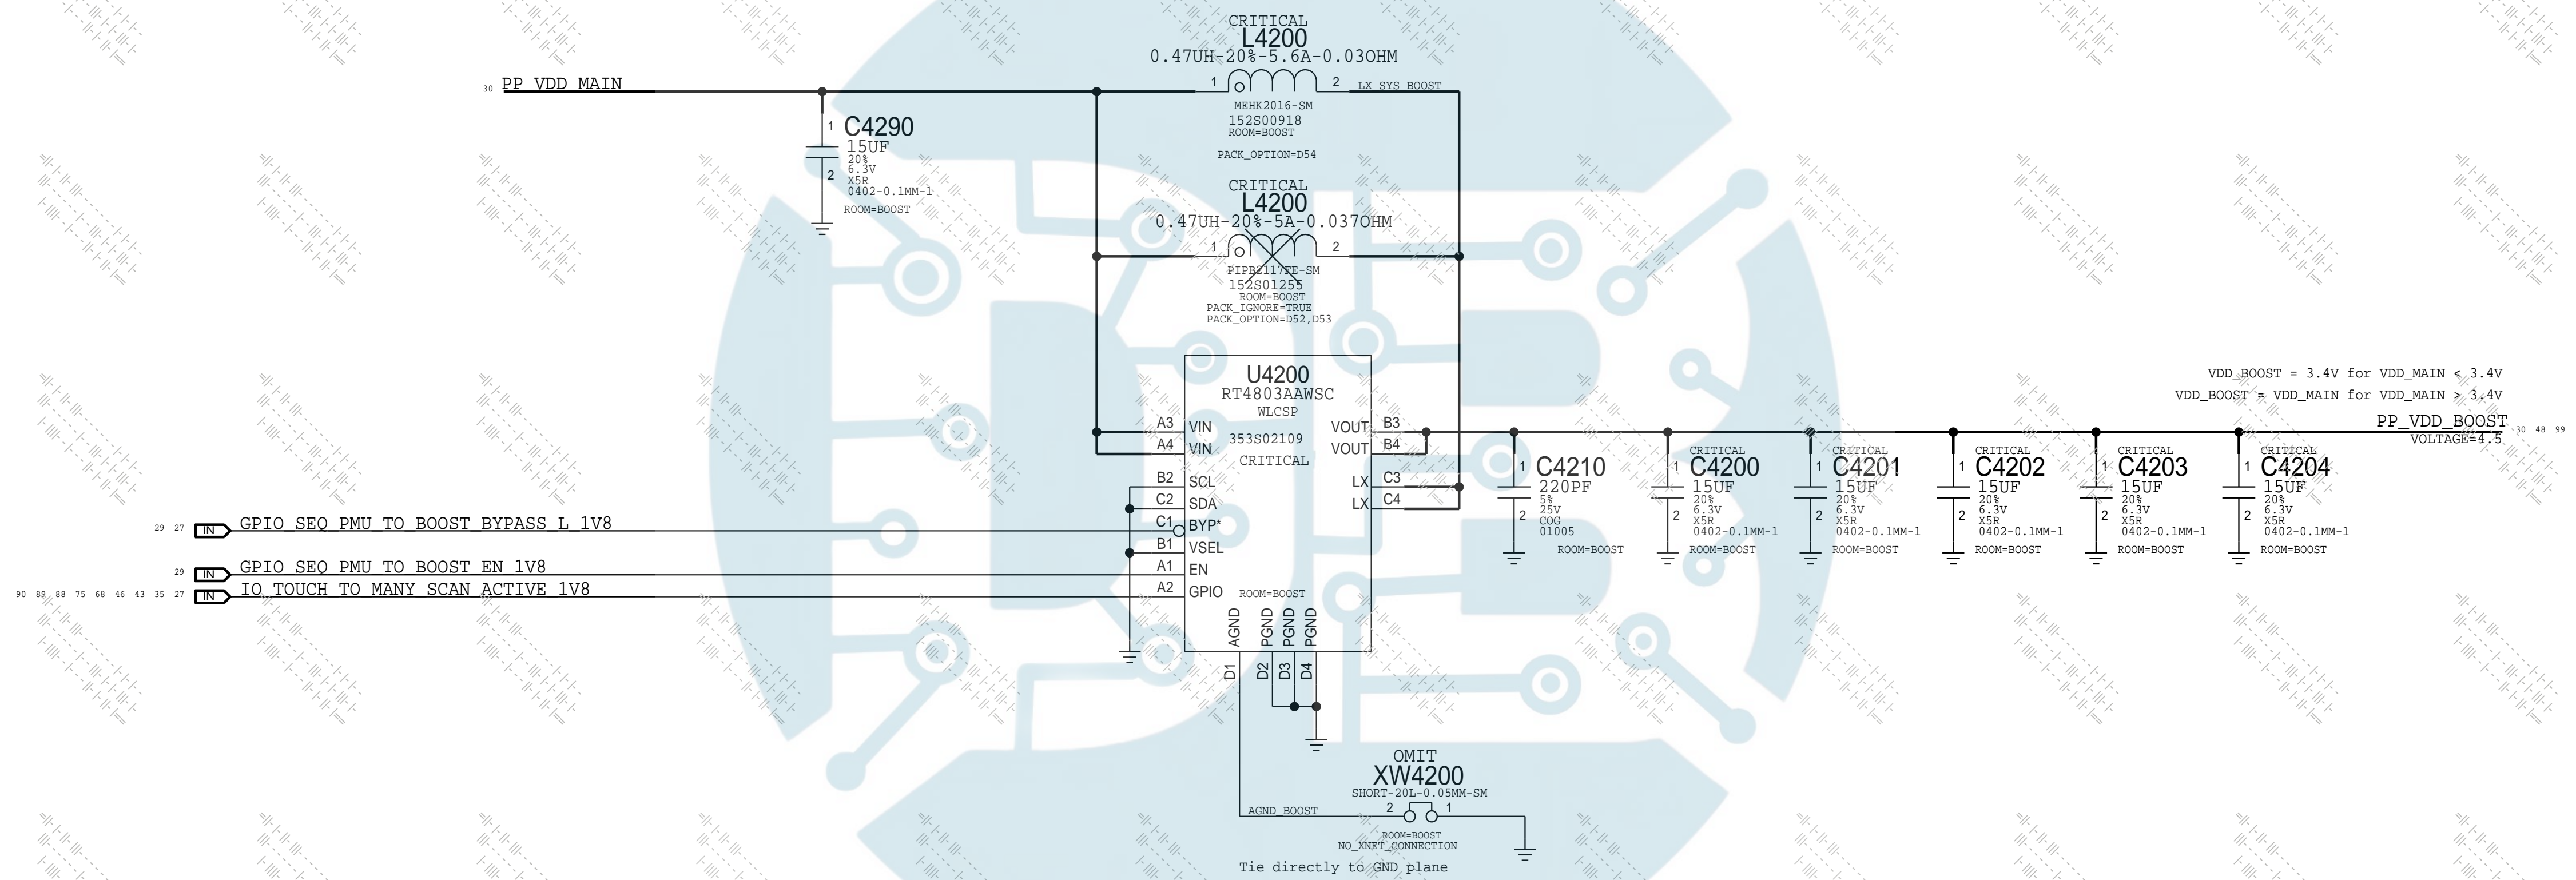 CRITICAL
L4200
0.47UH-20%-5.6A-0.03OHM
30 PP_VDD_MAIN
1 2 LX_SYS_BOOST
MEHK2016-SM
152S00918
ROOM=BOOST
PACK_OPTION=D54
1 C4290
15UF
20%
6.3V
2 X5R
0402-0.1MM-1
ROOM=BOOST
CRITICAL
L4200
0.47UH-20%-5A-0.037OHM
1 2
152S01255
ROOM=BOOST
PACK_IGNORE=TRUE
PACK_OPTION=D52,D53
U4200
RT4803AAWSC
WLCSP
353S02109
CRITICAL
A3 VIN
A4 VIN
B2 SCL
C2 SDA
C1 BYP*
B1 VSEL
A1 EN
A2 GPIO
VOUT B3
VOUT B4
LX C3
LX C4
ROOM=BOOST
AGND PGND PGND PGND
D1 D2 D3 D4
29 27 IN GPIO_SEQ_PMU_TO_BOOST_BYPASS_L_1V8
29 IN GPIO_SEQ_PMU_TO_BOOST_EN_1V8
90 89 88 75 68 46 43 35 27 IN IO_TOUCH_TO_MANY_SCAN_ACTIVE_1V8
VDD_BOOST = 3.4V for VDD_MAIN < 3.4V
VDD_BOOST = VDD_MAIN for VDD_MAIN > 3.4V
PP_VDD_BOOST 30 48 99
VOLTAGE=4.5
1 C4210
220PF
5%
25V
2 COG
01005
ROOM=BOOST
CRITICAL
1 C4200
15UF
20%
6.3V
2 X5R
0402-0.1MM-1
ROOM=BOOST
CRITICAL
1 C4201
15UF
20%
6.3V
2 X5R
0402-0.1MM-1
ROOM=BOOST
CRITICAL
1 C4202
15UF
20%
6.3V
2 X5R
0402-0.1MM-1
ROOM=BOOST
CRITICAL
1 C4203
15UF
20%
6.3V
2 X5R
0402-0.1MM-1
ROOM=BOOST
CRITICAL
1 C4204
15UF
20%
6.3V
2 X5R
0402-0.1MM-1
ROOM=BOOST
OMIT
XW4200
SHORT-20L-0.05MM-SM
AGND_BOOST 2 1
ROOM=BOOST
NO_XNET_CONNECTION
Tie directly to GND plane